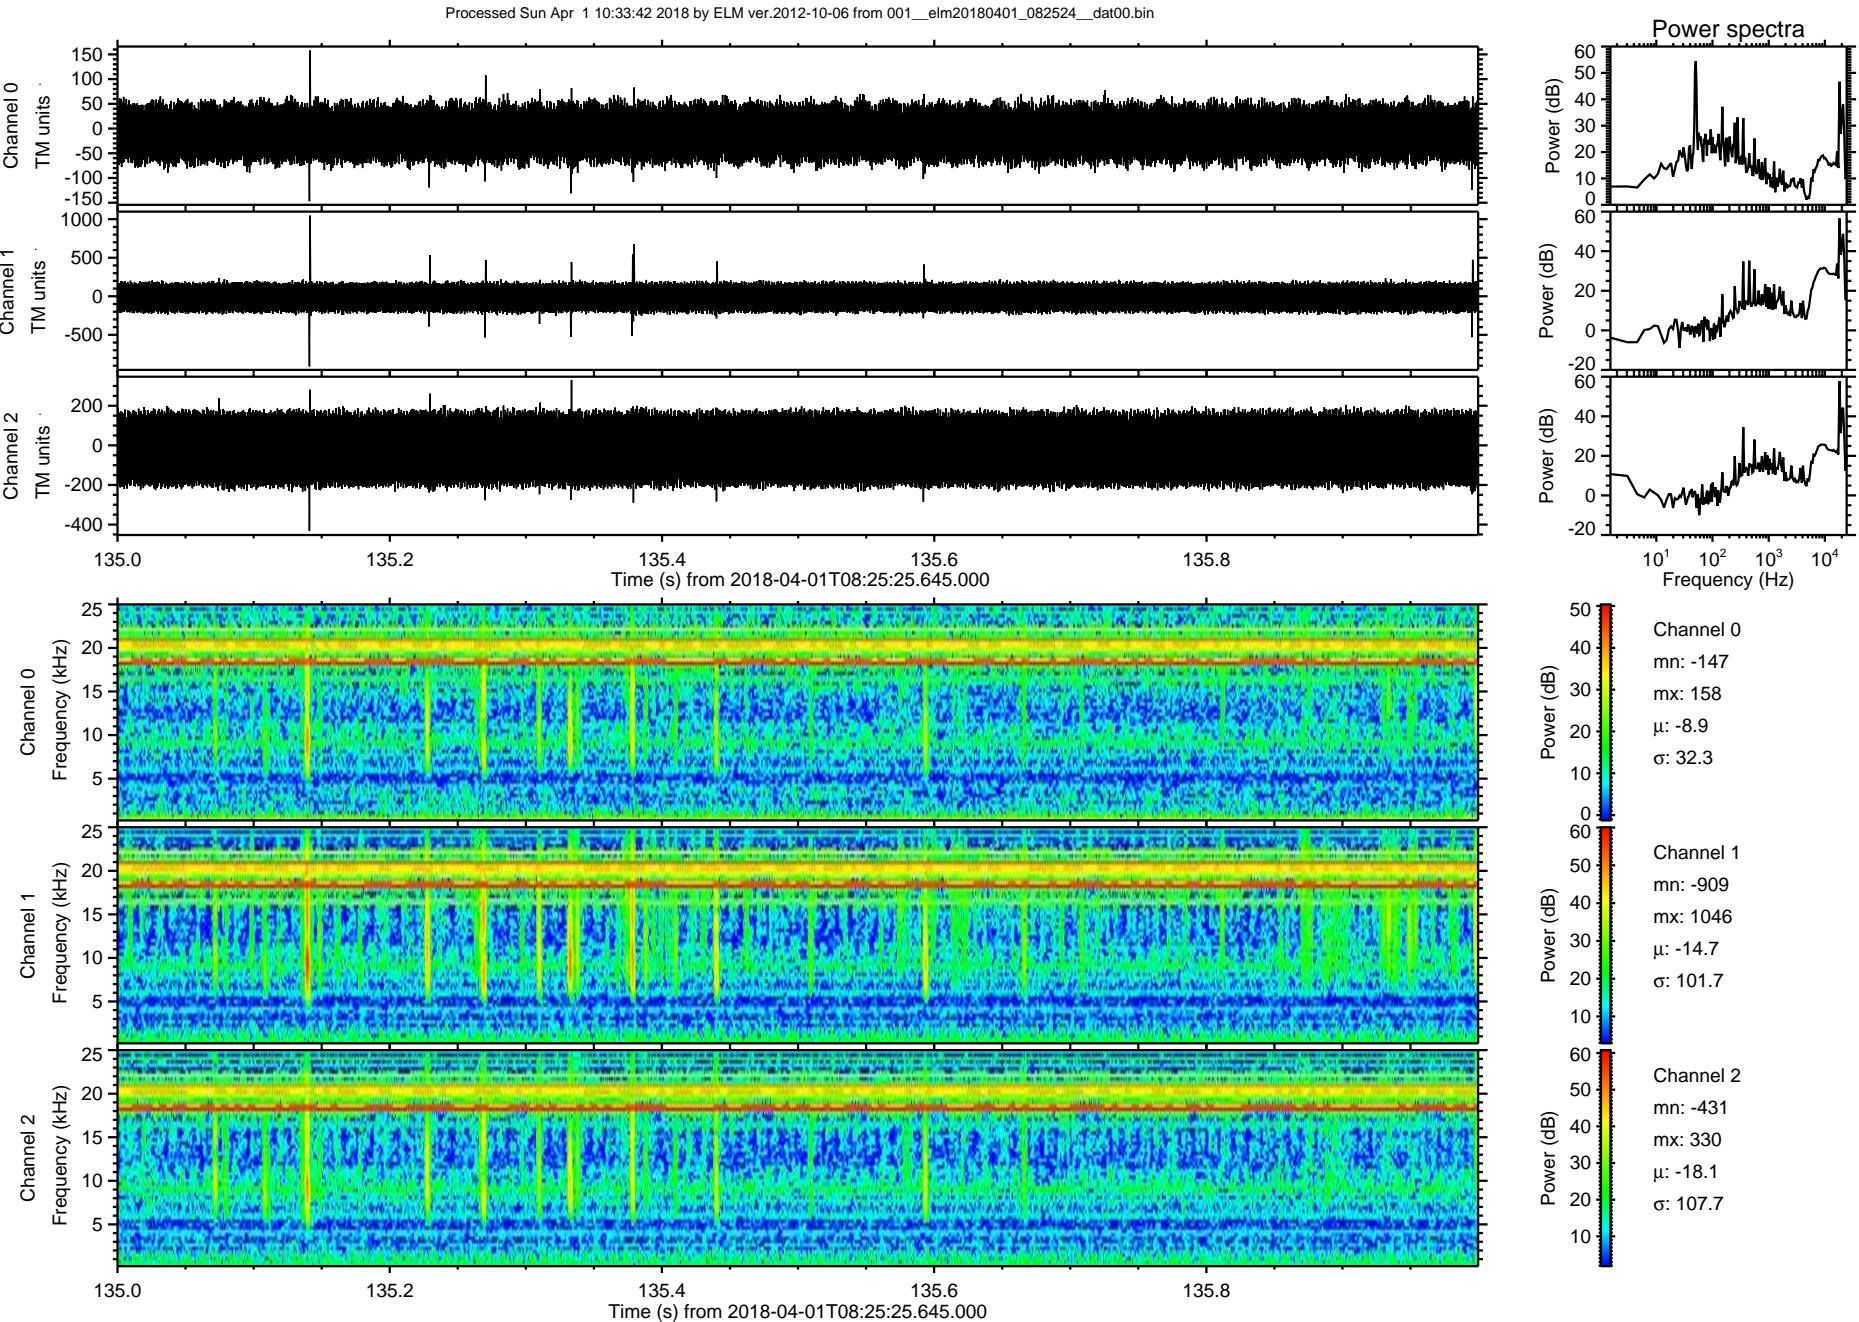 Processed Sun Apr  1 10:33:42 2018 by ELM ver.2012-10-06 from 001__elm20180401_082524__dat00.bin
Power spectra
Channel 0
TM units
150
100
50
0
-50
-100
-150
Power (dB)
60
50
40
30
20
10
0
Channel 1
TM units
1000
500
0
-500
Power (dB)
60
40
20
0
-20
Channel 2
TM units
200
0
-200
-400
Power (dB)
60
40
20
0
-20
135.0 135.2 135.4 135.6 135.8
Time (s) from 2018-04-01T08:25:25.645.000
10¹ 10² 10³ 10⁴
Frequency (Hz)
Channel 0
Frequency (kHz)
25
20
15
10
5
Power (dB)
50
40
30
20
10
0
Channel 0
mn: -147
mx: 158
μ: -8.9
σ: 32.3
Channel 1
Frequency (kHz)
25
20
15
10
5
Power (dB)
60
50
40
30
20
10
Channel 1
mn: -909
mx: 1046
μ: -14.7
σ: 101.7
Channel 2
Frequency (kHz)
25
20
15
10
5
Power (dB)
60
50
40
30
20
10
Channel 2
mn: -431
mx: 330
μ: -18.1
σ: 107.7
135.0 135.2 135.4 135.6 135.8
Time (s) from 2018-04-01T08:25:25.645.000